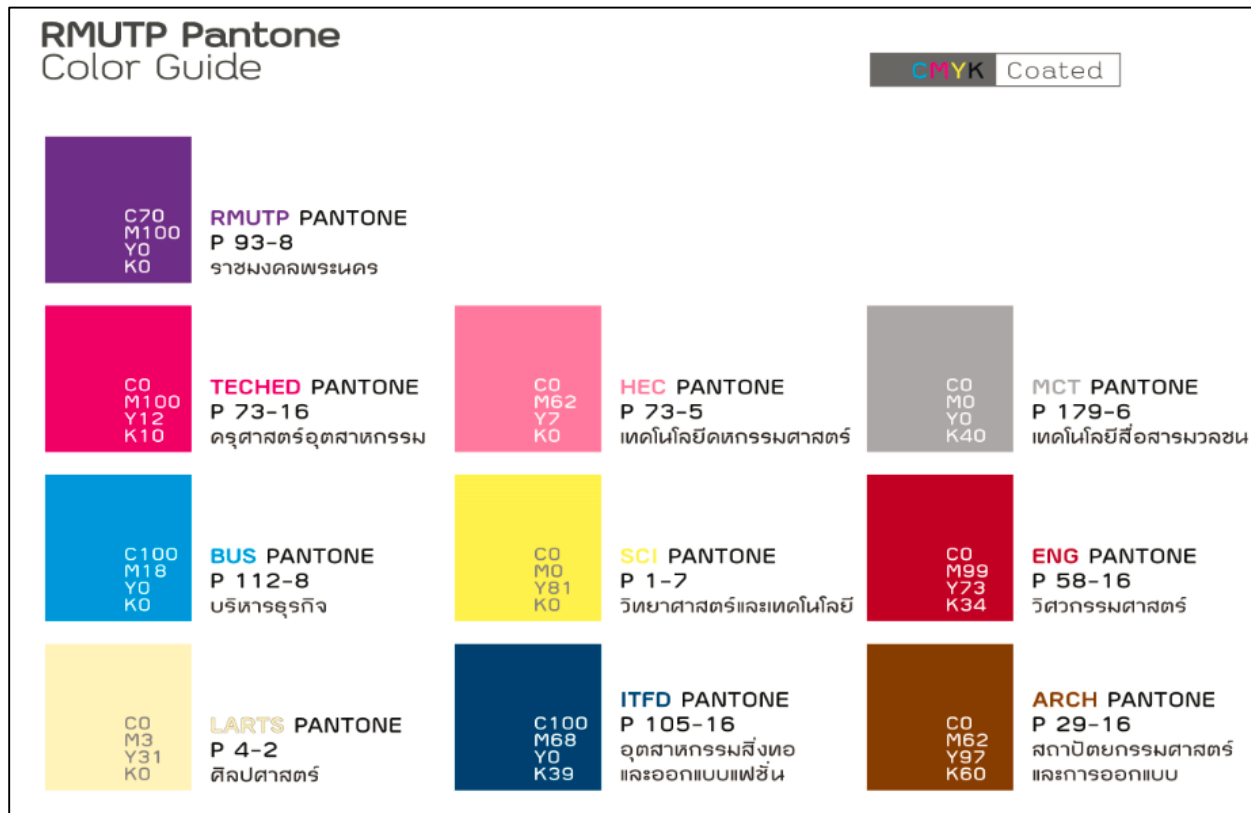 RMUTP Pantone
Color Guide
CMYK Coated
C70
M100
Y0
K0
RMUTP PANTONE
P 93-8
ราชมงคลพระนคร
C0
M100
Y12
K10
TECHED PANTONE
P 73-16
ครุศาสตร์อุตสาหกรรม
C0
M62
Y7
K0
HEC PANTONE
P 73-5
เทคโนโลยีคหกรรมศาสตร์
C0
M0
Y0
K40
MCT PANTONE
P 179-6
เทคโนโลยีสื่อสารมวลชน
C100
M18
Y0
K0
BUS PANTONE
P 112-8
บริหารธุรกิจ
C0
M0
Y81
K0
SCI PANTONE
P 1-7
วิทยาศาสตร์และเทคโนโลยี
C0
M99
Y73
K34
ENG PANTONE
P 58-16
วิศวกรรมศาสตร์
C0
M3
Y31
K0
LARTS PANTONE
P 4-2
ศิลปศาสตร์
C100
M68
Y0
K39
ITFD PANTONE
P 105-16
อุตสาหกรรมสิ่งทอ
และออกแบบแฟชั่น
C0
M62
Y97
K60
ARCH PANTONE
P 29-16
สถาปัตยกรรมศาสตร์
และการออกแบบ